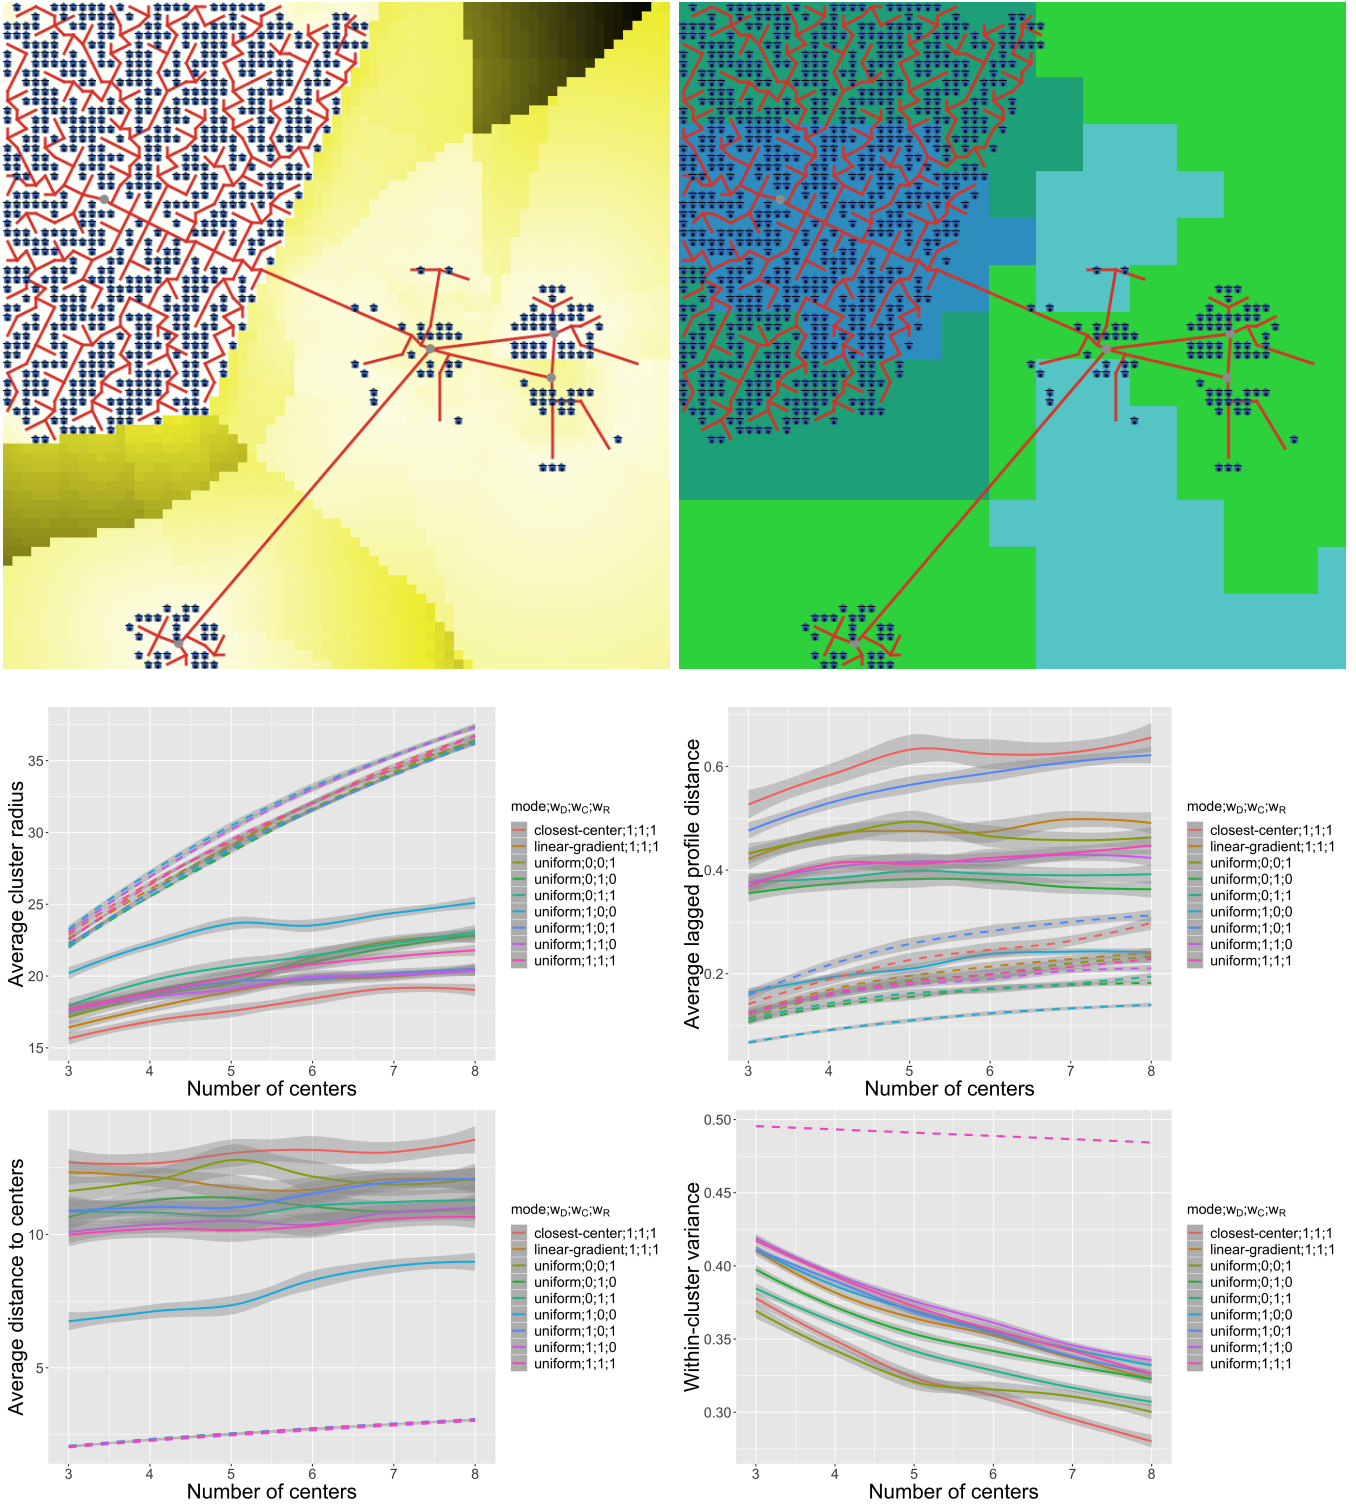 Average cluster radius
35
30
25
20
15
3 4 5 6 7 8
Number of centers
mode;wD;wC;wR
closest-center;1;1;1
linear-gradient;1;1;1
uniform;0;0;1
uniform;0;1;0
uniform;0;1;1
uniform;1;0;0
uniform;1;0;1
uniform;1;1;0
uniform;1;1;1
Average lagged profile distance
0.6
0.4
0.2
3 4 5 6 7 8
Number of centers
mode;wD;wC;wR
closest-center;1;1;1
linear-gradient;1;1;1
uniform;0;0;1
uniform;0;1;0
uniform;0;1;1
uniform;1;0;0
uniform;1;0;1
uniform;1;1;0
uniform;1;1;1
Average distance to centers
10
5
3 4 5 6 7 8
Number of centers
mode;wD;wC;wR
closest-center;1;1;1
linear-gradient;1;1;1
uniform;0;0;1
uniform;0;1;0
uniform;0;1;1
uniform;1;0;0
uniform;1;0;1
uniform;1;1;0
uniform;1;1;1
Within-cluster variance
0.50
0.45
0.40
0.35
0.30
3 4 5 6 7 8
Number of centers
mode;wD;wC;wR
closest-center;1;1;1
linear-gradient;1;1;1
uniform;0;0;1
uniform;0;1;0
uniform;0;1;1
uniform;1;0;0
uniform;1;0;1
uniform;1;1;0
uniform;1;1;1